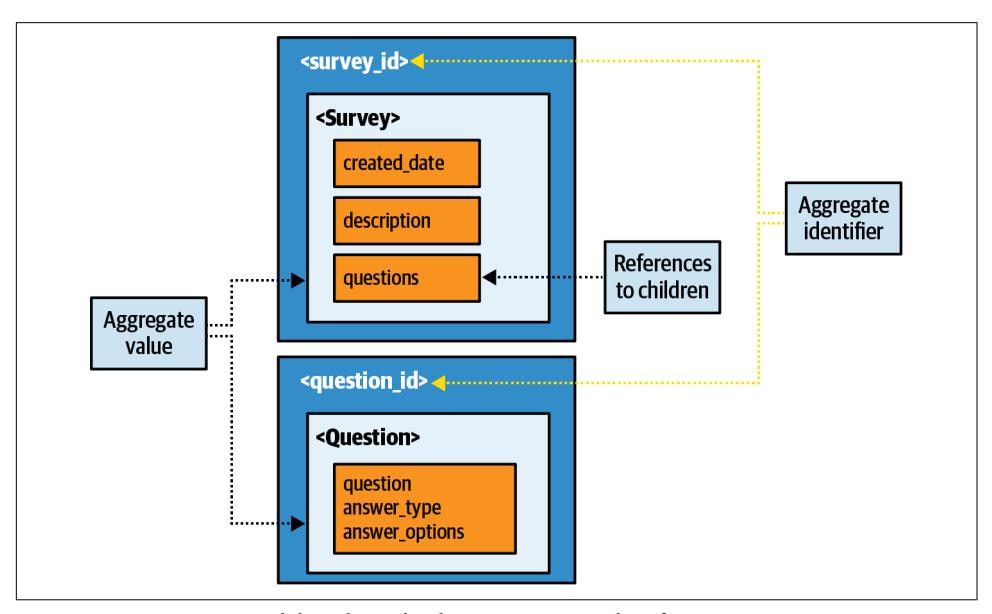 <survey_id>
<Survey>
created_date
description
questions
Aggregate
identifier
References
to children
Aggregate
value
<question_id>
<Question>
question
answer_type
answer_options